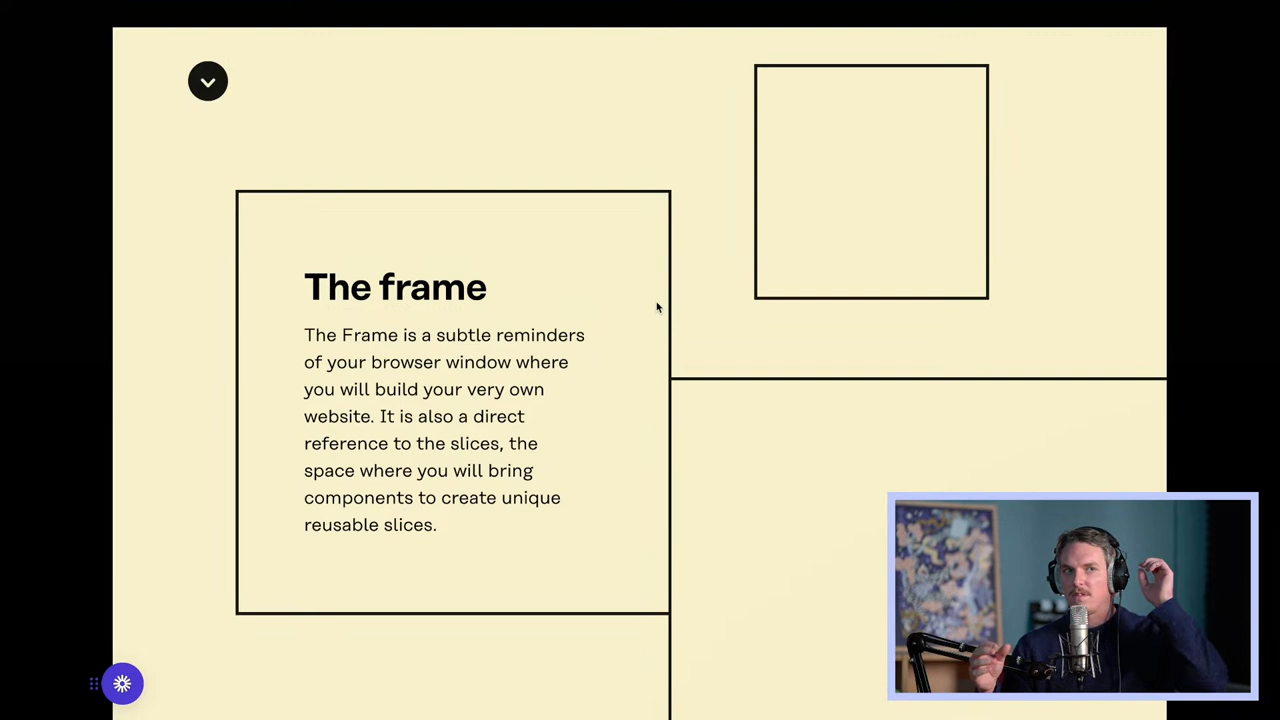 The frame
The Frame is a subtle reminders
of your browser window where
you will build your very own
website. It is also a direct
reference to the slices, the
space where you will bring
components to create unique
reusable slices.